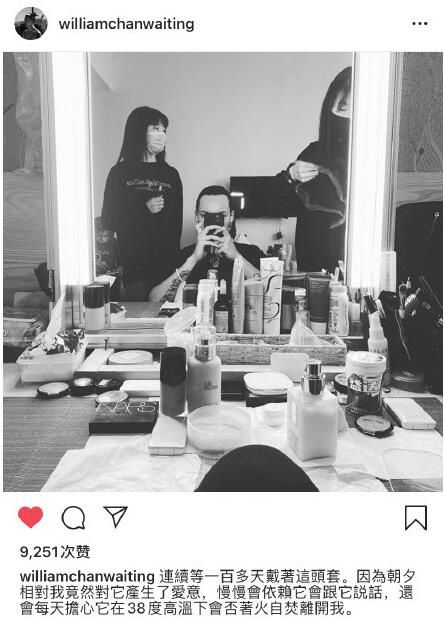 williamchanwaiting
NARS
9,251次赞
williamchanwaiting 連續等一百多天戴著這頭套。因為朝夕
相對我竟然對它產生了愛意，慢慢會依賴它會跟它説話，還
會每天擔心它在38度高溫下會否著火自焚離開我。